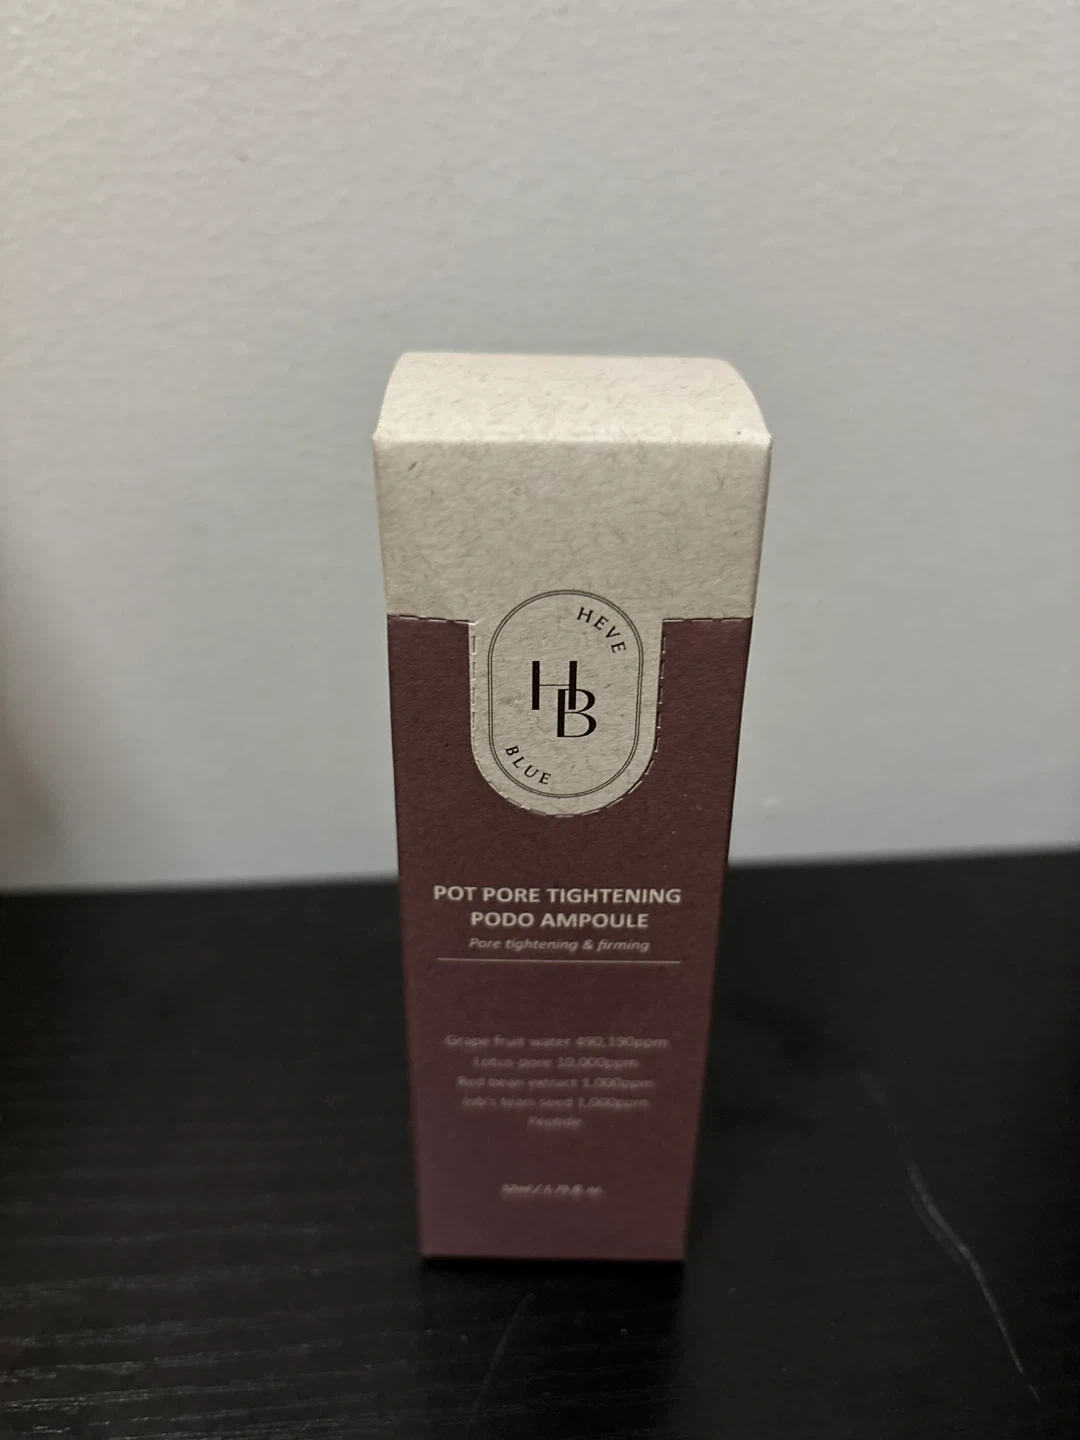 HEVE
HB
BLUE
POT PORE TIGHTENING
PODO AMPOULE
Pore tightening & firming
Grape fruit water 490,190ppm
Lotus pore 10,000ppm
Red bean extract 1,000ppm
Job's tears seed 1,000ppm
Peptide